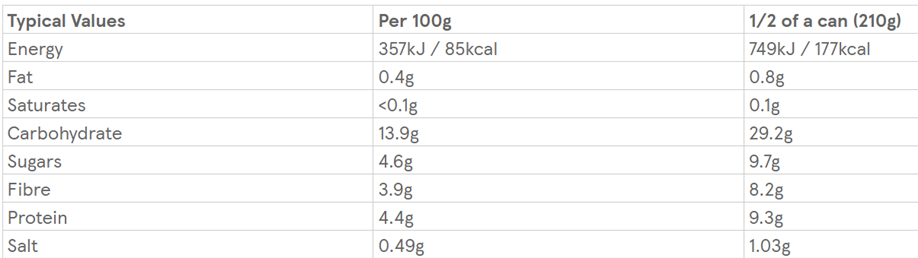 Typical Values Per 100g 1/2 of a can (210g)
Energy 357kJ / 85kcal 749kJ / 177kcal
Fat 0.4g 0.8g
Saturates <0.1g 0.1g
Carbohydrate 13.9g 29.2g
Sugars 4.6g 9.7g
Fibre 3.9g 8.2g
Protein 4.4g 9.3g
Salt 0.49g 1.03g